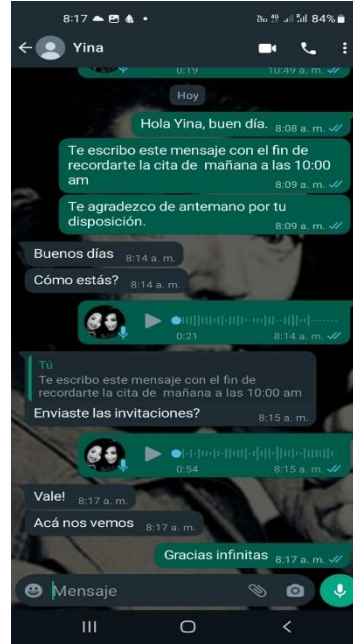 8:17 84%
Yina
0:19 10:49 a. m.
Hoy
Hola Yina, buen día. 8:08 a. m.
Te escribo este mensaje con el fin de
recordarte la cita de mañana a las 10:00
am 8:09 a. m.
Te agradezco de antemano por tu
disposición. 8:09 a. m.
Buenos días 8:14 a. m.
Cómo estás? 8:14 a. m.
0:21 8:14 a. m.
Tú
Te escribo este mensaje con el fin de
recordarte la cita de mañana a las 10:00 am
Enviaste las invitaciones? 8:15 a. m.
0:54 8:15 a. m.
Vale! 8:17 a. m.
Acá nos vemos 8:17 a. m.
Gracias infinitas 8:17 a. m.
Mensaje